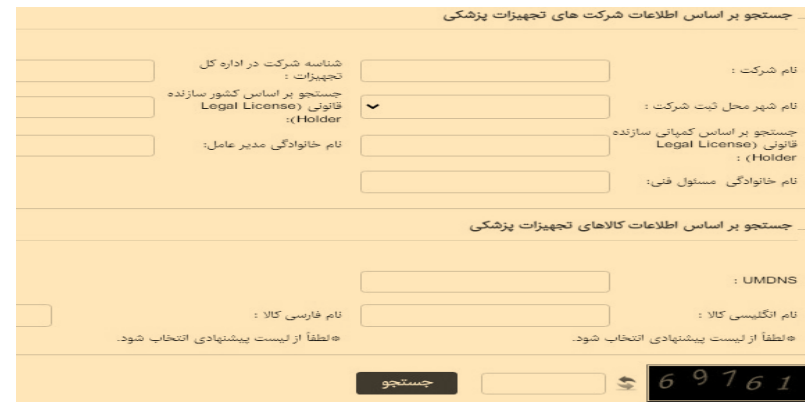 جستجو بر اساس اطلاعات شرکت های تجهیزات پزشکی
نام شرکت :
شناسه شرکت در اداره کل
تجهیزات :
نام شهر محل ثبت شرکت :
جستجو بر اساس کشور سازنده
قانونی (Legal License
Holder):
جستجو بر اساس کمپانی سازنده
قانونی (Legal License
Holder) :
نام خانوادگی مدیر عامل:
نام خانوادگی مسئول فنی:
جستجو بر اساس اطلاعات کالاهای تجهیزات پزشکی
UMDNS :
نام انگلیسی کالا :
نام فارسی کالا :
*لطفاً از لیست پیشنهادی انتخاب شود.
*لطفاً از لیست پیشنهادی انتخاب شود.
69761
جستجو